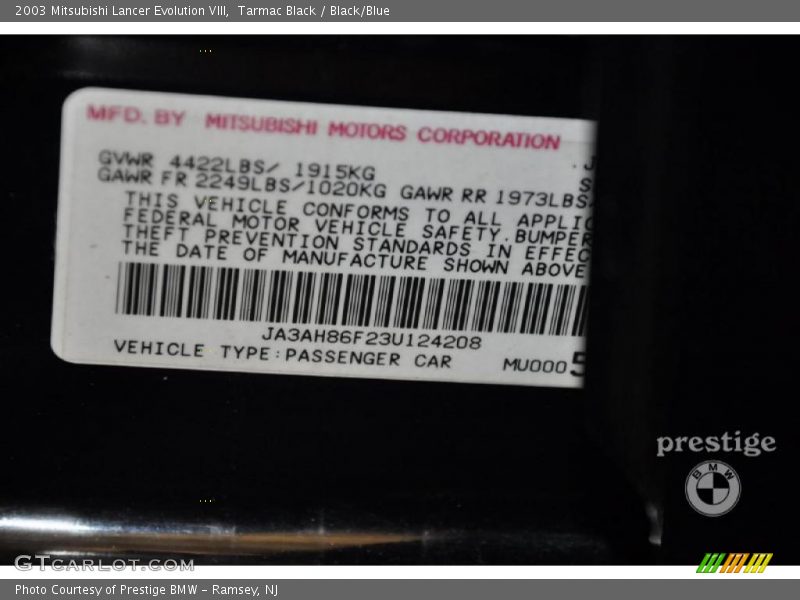 2003 Mitsubishi Lancer Evolution VIII, Tarmac Black / Black/Blue
MFD. BY MITSUBISHI MOTORS CORPORATION
GVWR 4422LBS/ 1915KG
GAWR FR 2249LBS/1020KG GAWR RR 1973LBS
THIS VEHICLE CONFORMS TO ALL APPLIC
FEDERAL MOTOR VEHICLE SAFETY, BUMPER
THEFT PREVENTION STANDARDS IN EFFEC
THE DATE OF MANUFACTURE SHOWN ABOVE
JA3AH86F23U124208
VEHICLE TYPE:PASSENGER CAR MU0005
prestige
BMW
GTcarlot.com
Photo Courtesy of Prestige BMW - Ramsey, NJ